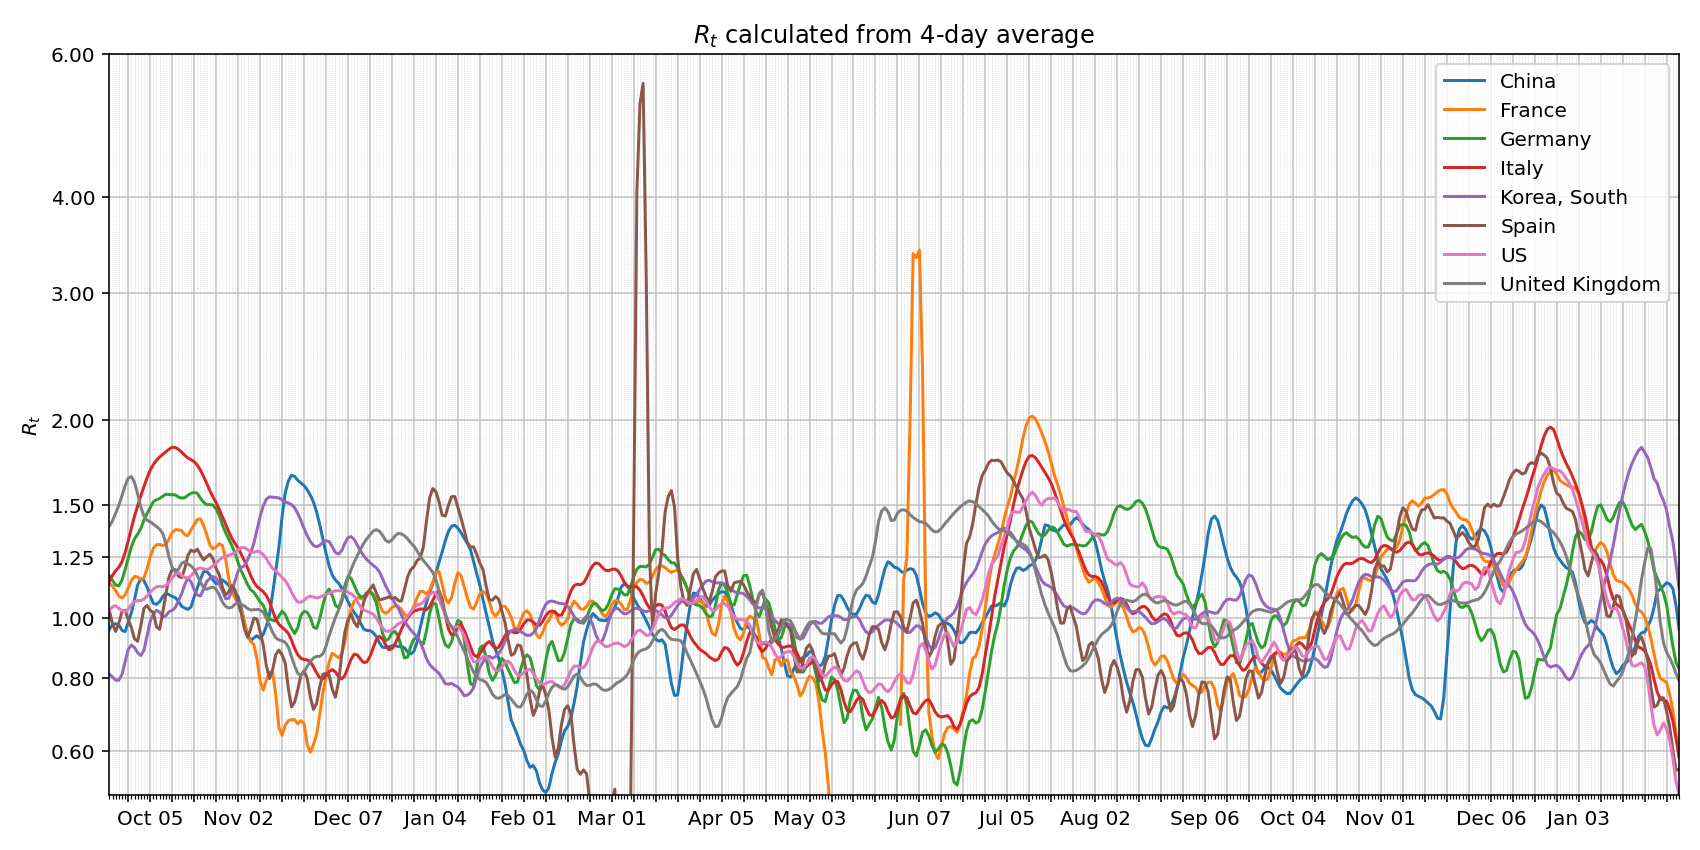 R_t calculated from 4-day average
6.00
4.00
3.00
2.00
1.50
1.25
1.00
0.80
0.60
R_t
China
France
Germany
Italy
Korea, South
Spain
US
United Kingdom
Oct 05 Nov 02 Dec 07 Jan 04 Feb 01 Mar 01 Apr 05 May 03 Jun 07 Jul 05 Aug 02 Sep 06 Oct 04 Nov 01 Dec 06 Jan 03